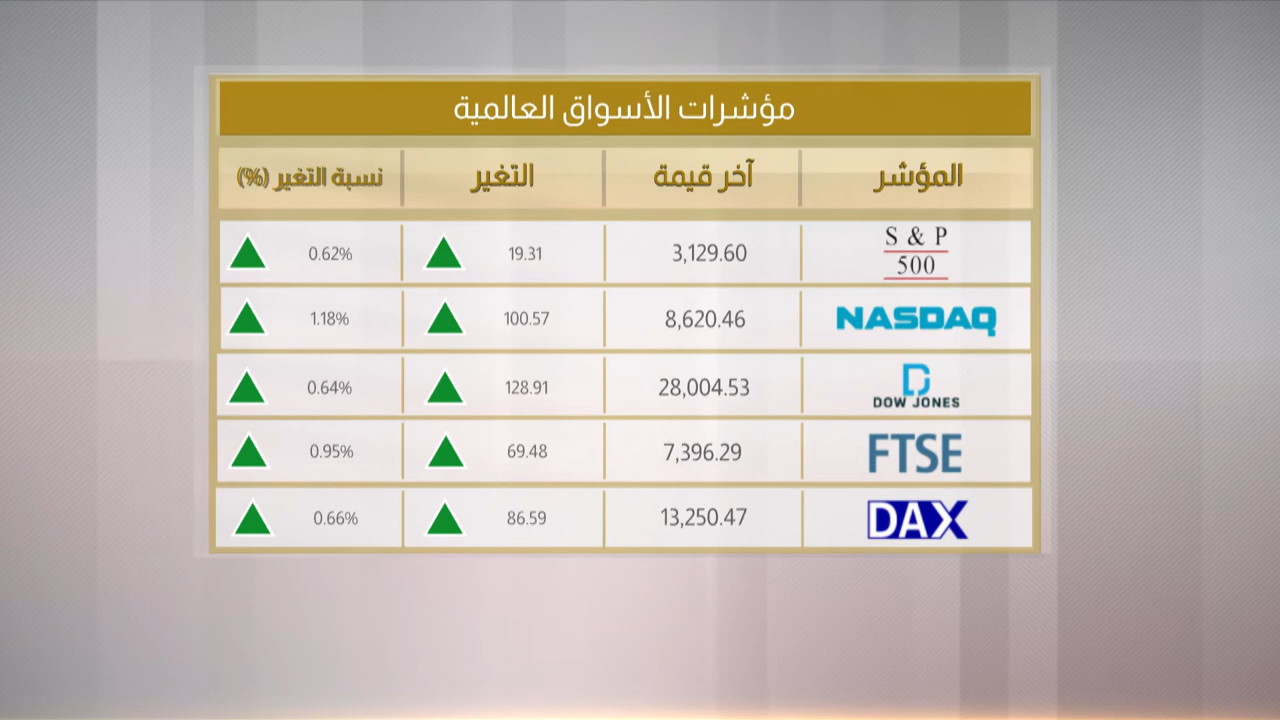 مؤشرات الأسواق العالمية
المؤشر آخر قيمة التغير نسبة التغير (%)
S & P
500 3,129.60 19.31 0.62%
NASDAQ 8,620.46 100.57 1.18%
DOW JONES 28,004.53 128.91 0.64%
FTSE 7,396.29 69.48 0.95%
DAX 13,250.47 86.59 0.66%